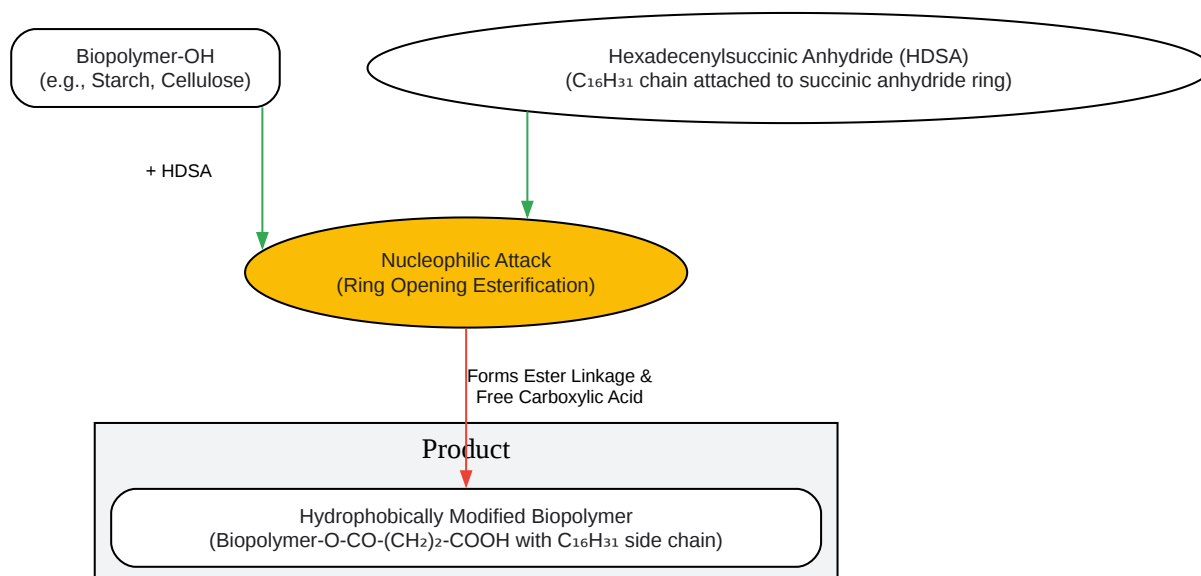 Biopolymer-OH
(e.g., Starch, Cellulose)
Hexadecenylsuccinic Anhydride (HDSA)
(C₁₆H₃₁ chain attached to succinic anhydride ring)
+ HDSA
Nucleophilic Attack
(Ring Opening Esterification)
Forms Ester Linkage &
Free Carboxylic Acid
Product
Hydrophobically Modified Biopolymer
(Biopolymer-O-CO-(CH₂)₂-COOH with C₁₆H₃₁ side chain)